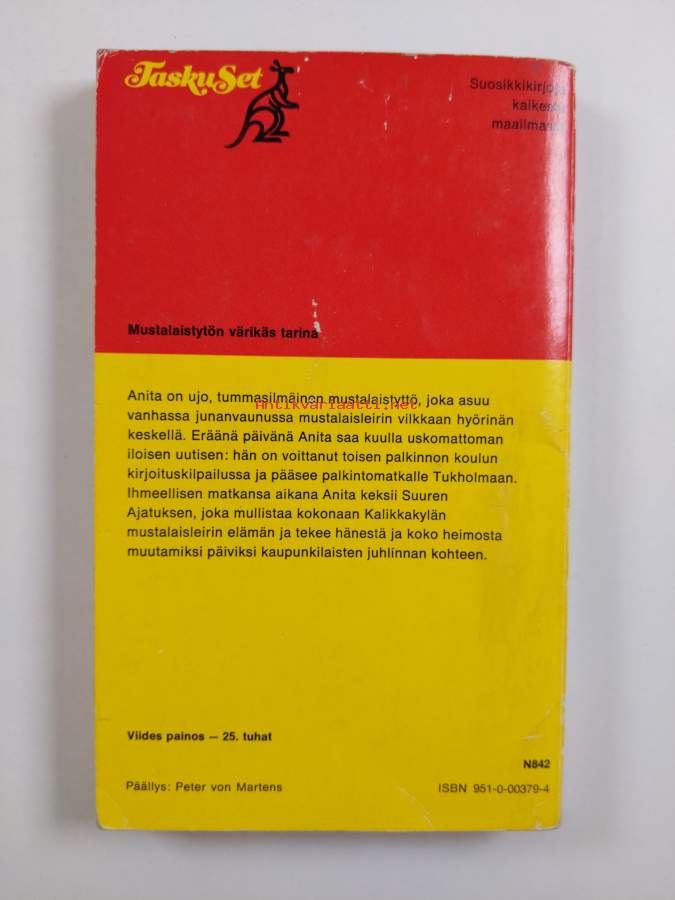 TaskuSet
Suosikkikirjoja
kaikesta
maailmasta
Mustalaistytön värikäs tarina
Anita on ujo, tummasilmäinen mustalaistyttö, joka asuu
Antikvariaatti.net
vanhassa junanvaunussa mustalaisleirin vilkkaan hyörinän
keskellä. Eräänä päivänä Anita saa kuulla uskomattoman
iloisen uutisen: hän on voittanut toisen palkinnon koulun
kirjoituskilpailussa ja pääsee palkintomatkalle Tukholmaan.
Ihmeellisen matkansa aikana Anita keksii Suuren
Ajatuksen, joka mullistaa kokonaan Kalikkakylän
mustalaisleirin elämän ja tekee hänestä ja koko heimosta
muutamiksi päiviksi kaupunkilaisten juhlinnan kohteen.
Viides painos – 25. tuhat
N842
Päällys: Peter von Martens
ISBN 951-0-00379-4